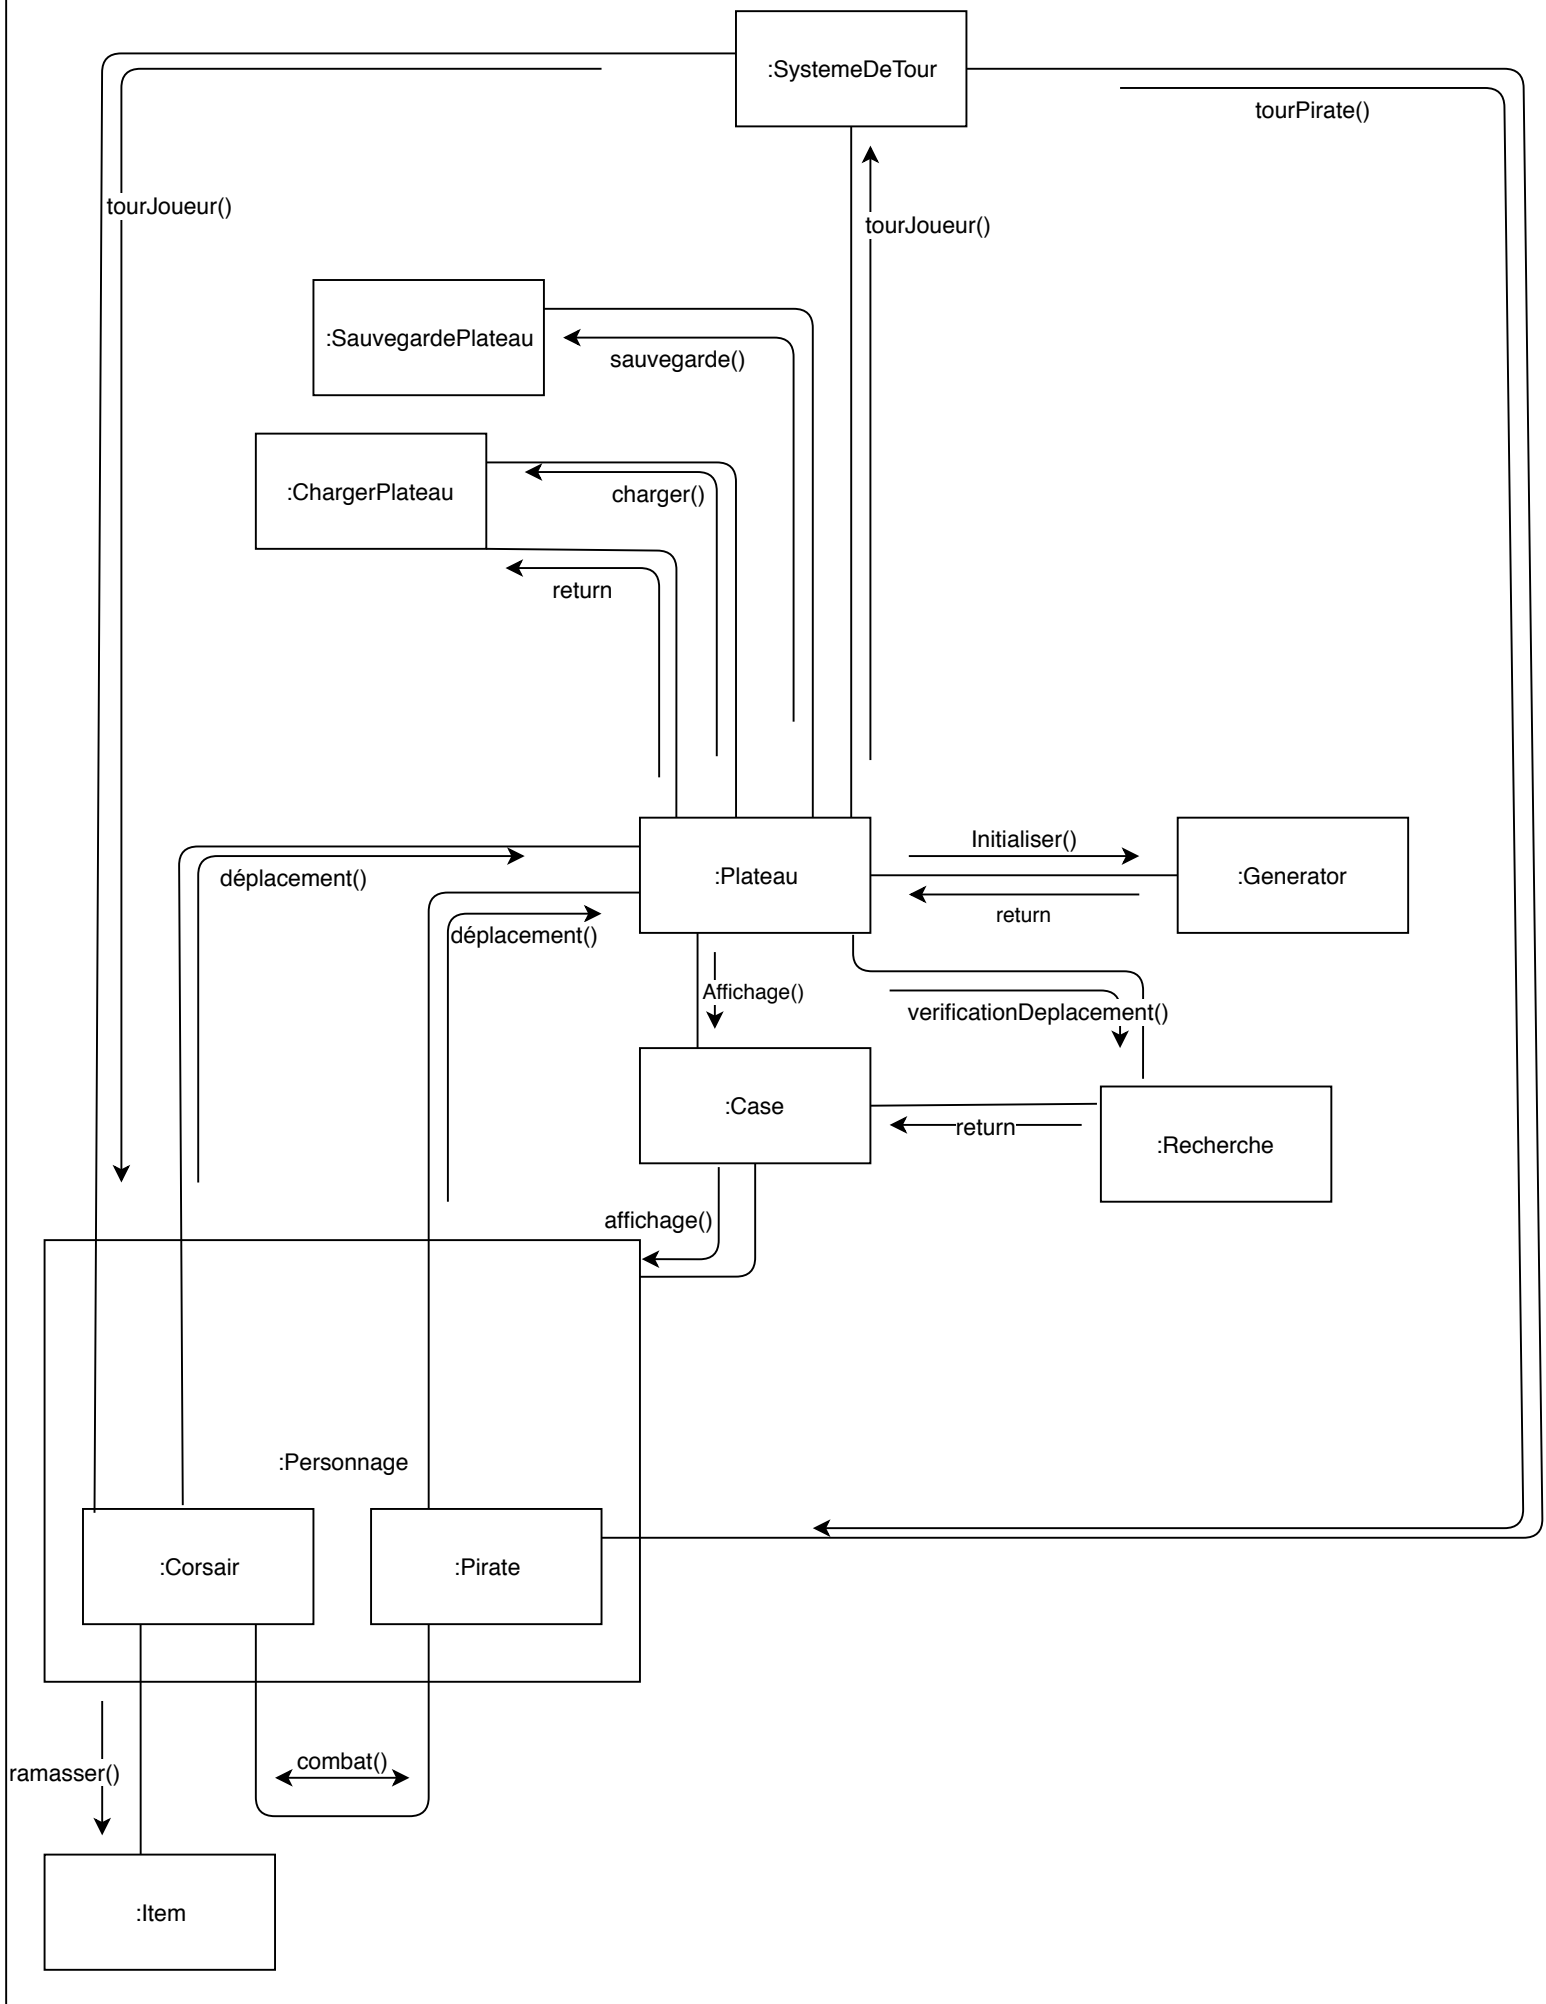 :SystemeDeTour
tourPirate()
tourJoueur()
tourJoueur()
:SauvegardePlateau
sauvegarde()
:ChargerPlateau
charger()
return
Initialiser()
:Plateau
:Generator
déplacement()
return
déplacement()
Affichage()
verificationDeplacement()
:Case
return
:Recherche
affichage()
:Personnage
:Corsair
:Pirate
combat()
ramasser()
:Item